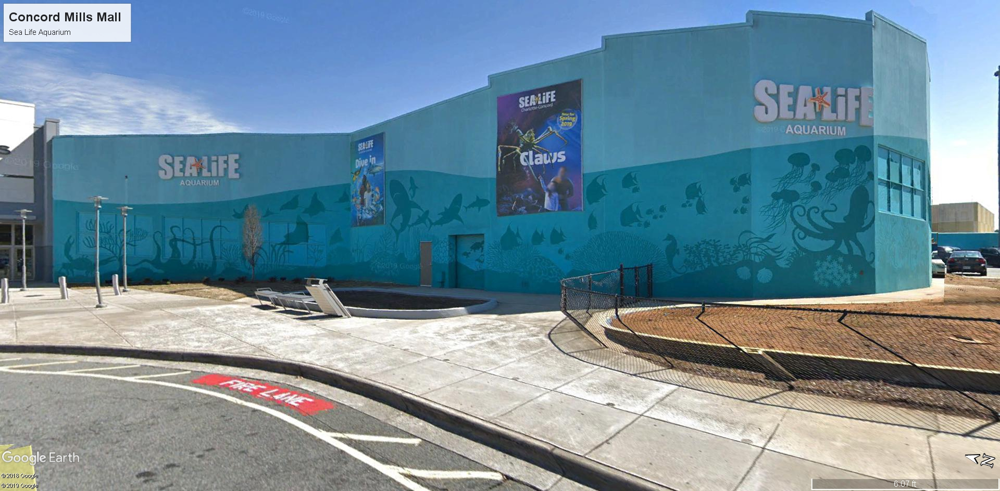 Concord Mills Mall
Sea Life Aquarium
©2019 Google
©2019 Google
SEA LiFE
AQUARIUM
SEA LiFE
Dive in
SEA LiFE
Charlotte-Concord
New for
Spring
2019
Claws
SEA LiFE
©2019 G
AQUARIUM
©2019 Google
FIRE LANE
Google Earth
©2018 Google
©2019 Google
N
6.07 ft